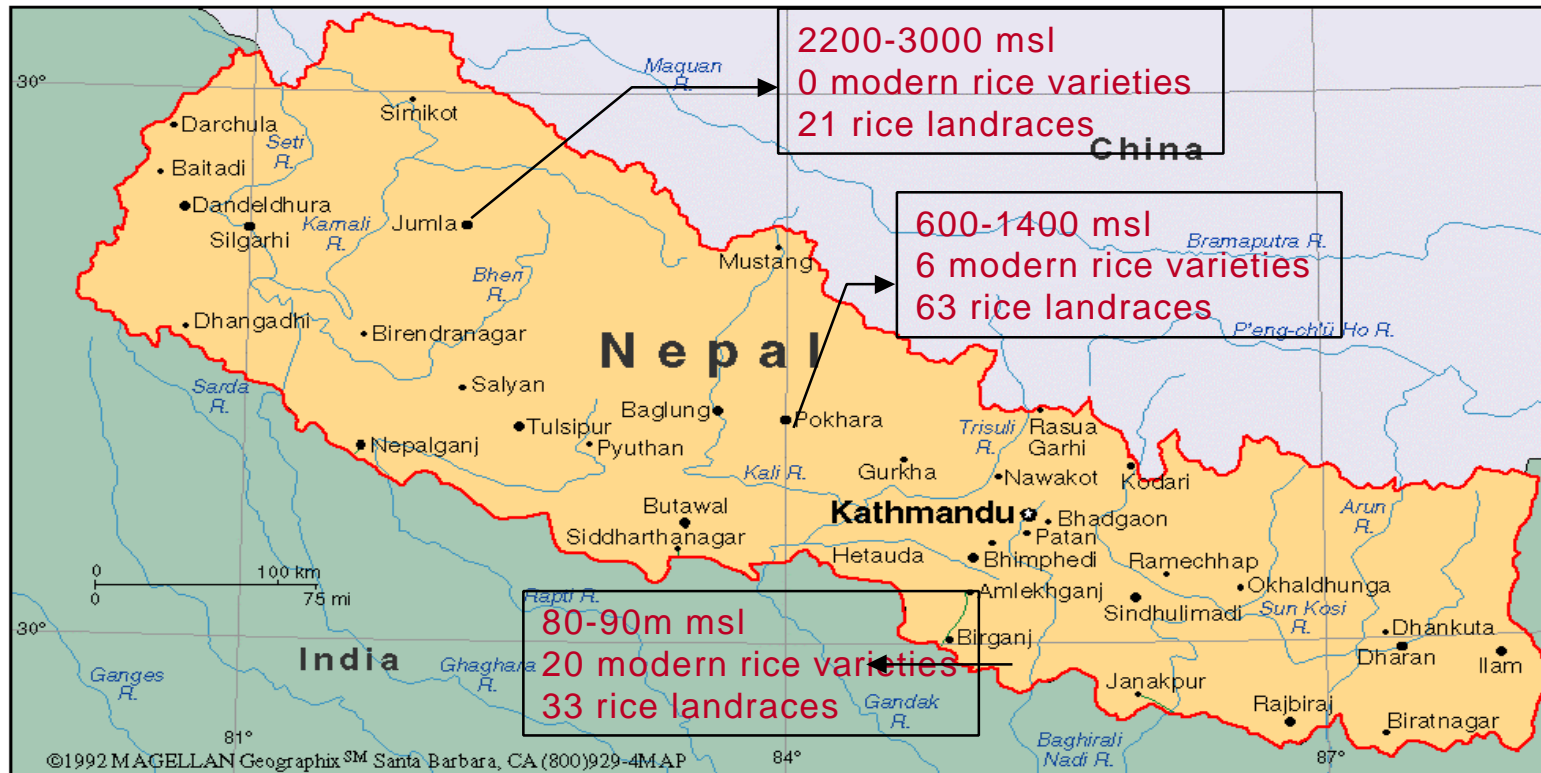 2200-3000 msl
0 modern rice varieties
21 rice landraces
China
600-1400 msl
6 modern rice varieties
63 rice landraces
80-90m msl
20 modern rice varieties
33 rice landraces
Nepal
India
30°
Maquan
R.
Simikot
Darchula
Seti
R.
Baitadi
Dandeldhura
Silgarhi
Karnali
R.
Jumla
Bramaputra R.
Mustang
Bheri
R.
Dhangadhi
Birendranagar
P'eng-ch'ü Ho R.
Sarda
R.
Salyan
Baglung
Pokhara
Tulsipur
Nepalganj
Pyuthan
Trisuli
R.
Rasua
Garhi
Gurkha
Kali R.
Nawakot
Kodari
Butawal
Kathmandu
Bhadgaon
Arun
R.
Siddharthanagar
Patan
Hetauda
Bhimphedi
Ramechhap
Okhaldhunga
0 100 km
0 75 mi
Rapti R.
Amlekhganj
Sindhulimadi
Sun Kosi
R.
30°
Birganj
Dhankuta
Dharan
Ilam
Ganges
R.
Ghaghara
R.
Gandak
R.
Janakpur
Rajbiraj
Biratnagar
Baghirali
Nadi R.
81°
84°
87°
©1992 MAGELLAN Geographix SM Santa Barbara, CA (800)929-4MAP